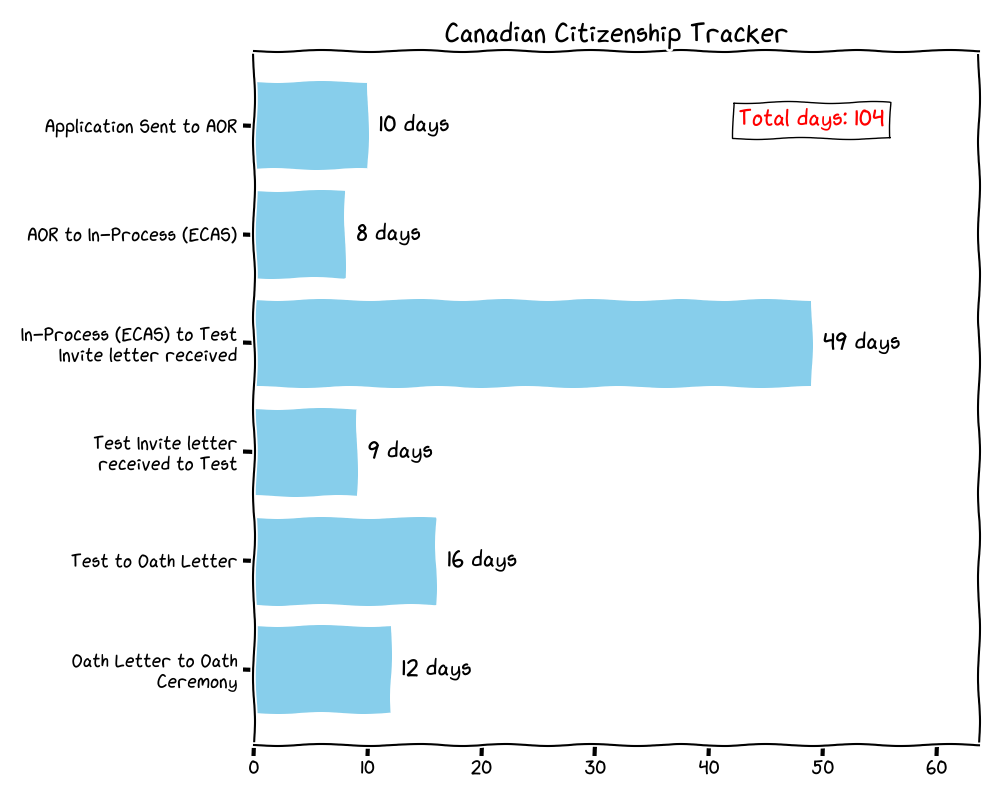 Canadian Citizenship Tracker
Application Sent to AOR
10 days
Total days: 104
AOR to In-Process (ECAS)
8 days
In-Process (ECAS) to Test
Invite letter received
49 days
Test Invite letter
received to Test
9 days
Test to Oath Letter
16 days
Oath Letter to Oath
Ceremony
12 days
0 10 20 30 40 50 60